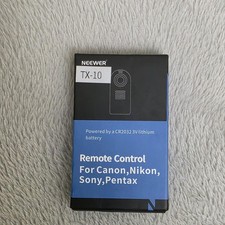 NEEWER®
TX-10
Powered by a CR2032 3V lithium
battery
Remote Control
For Canon,Nikon,
Sony,Pentax